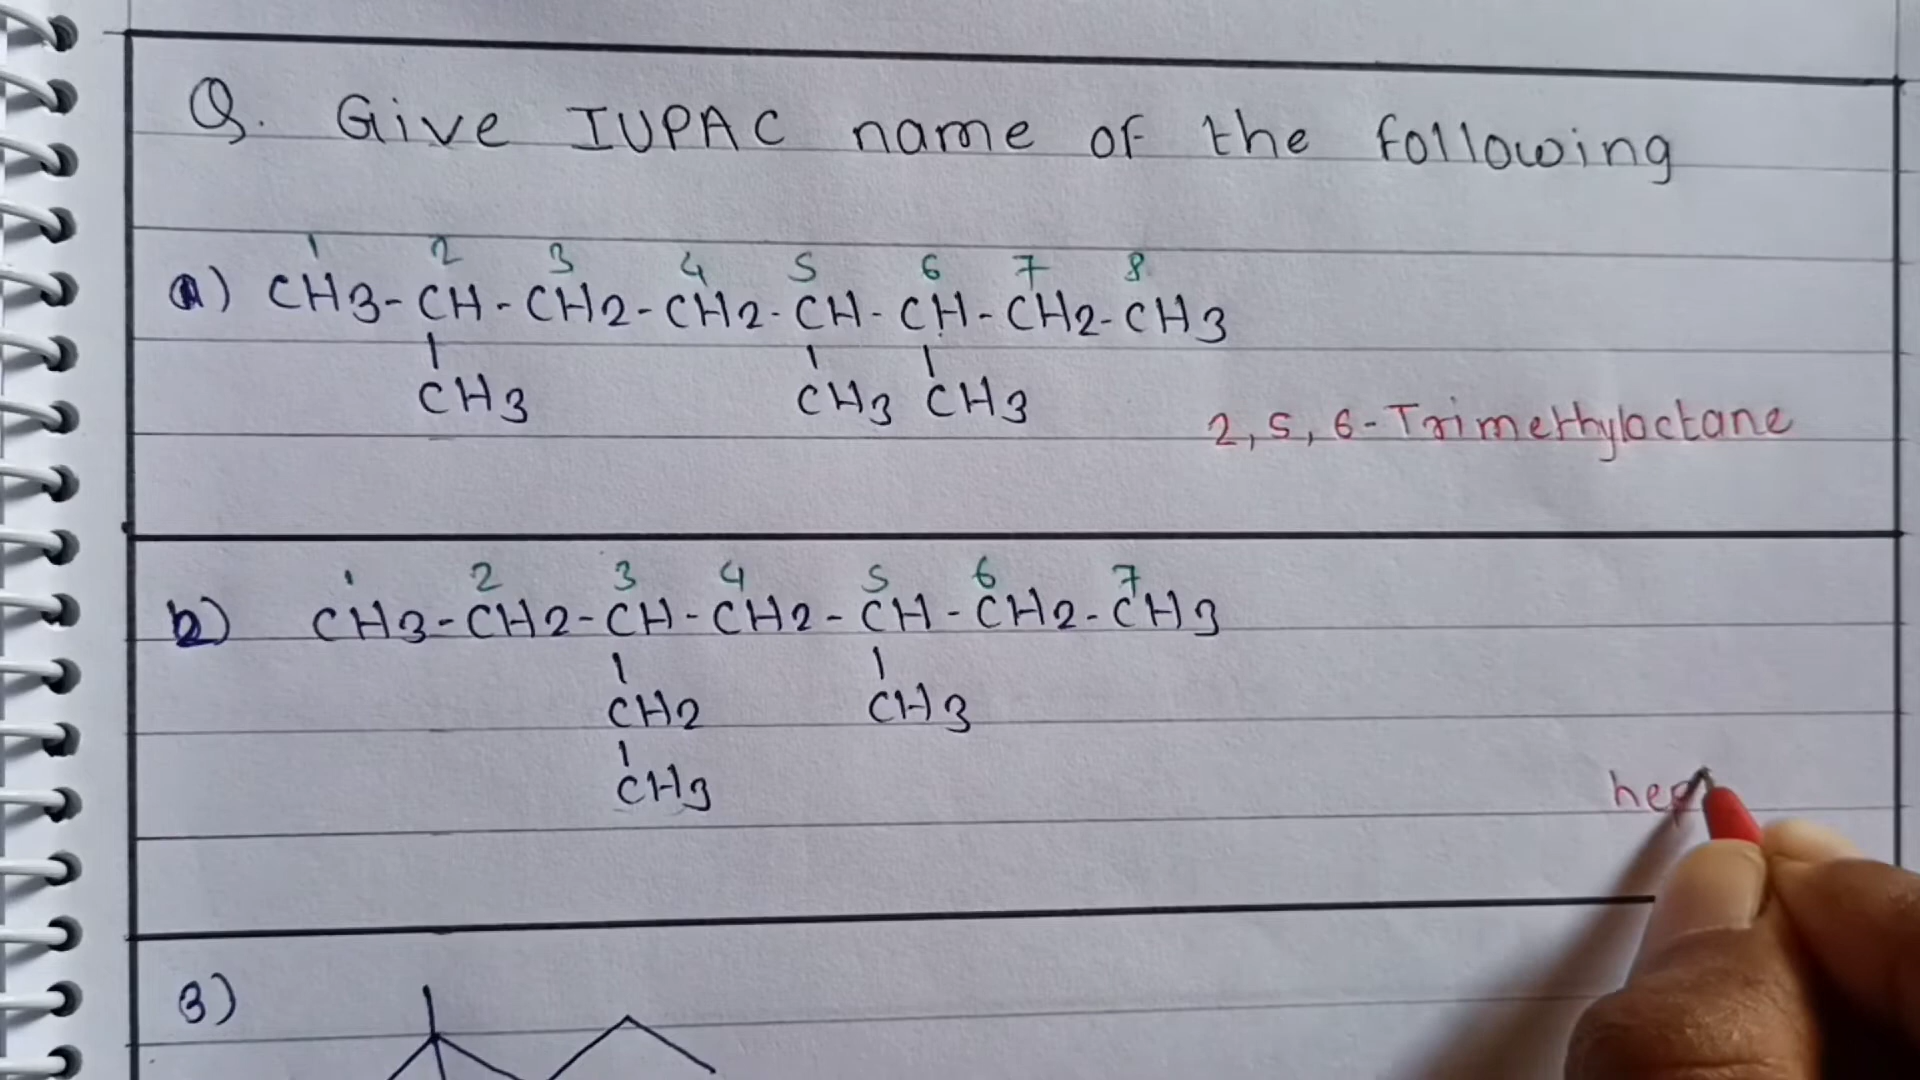 Q. Give IUPAC name of the following
1 2 3 4 5 6 7 8
a) CH3-CH-CH2-CH2-CH-CH-CH2-CH3
CH3 CH3 CH3
2,5,6-Trimethyloctane
1 2 3 4 5 6 7
b) CH3-CH2-CH-CH2-CH-CH2-CH3
CH2 CH3
CH3
hep
3)